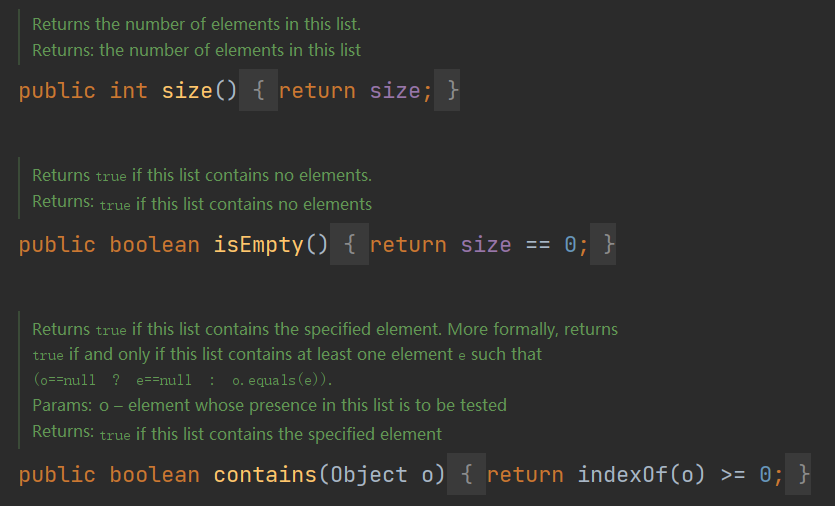 Returns the number of elements in this list.
Returns: the number of elements in this list
public int size() { return size; }
Returns true if this list contains no elements.
Returns: true if this list contains no elements
public boolean isEmpty() { return size == 0; }
Returns true if this list contains the specified element. More formally, returns
true if and only if this list contains at least one element e such that
(o==null ? e==null : o.equals(e)).
Params: o – element whose presence in this list is to be tested
Returns: true if this list contains the specified element
public boolean contains(Object o) { return indexOf(o) >= 0; }